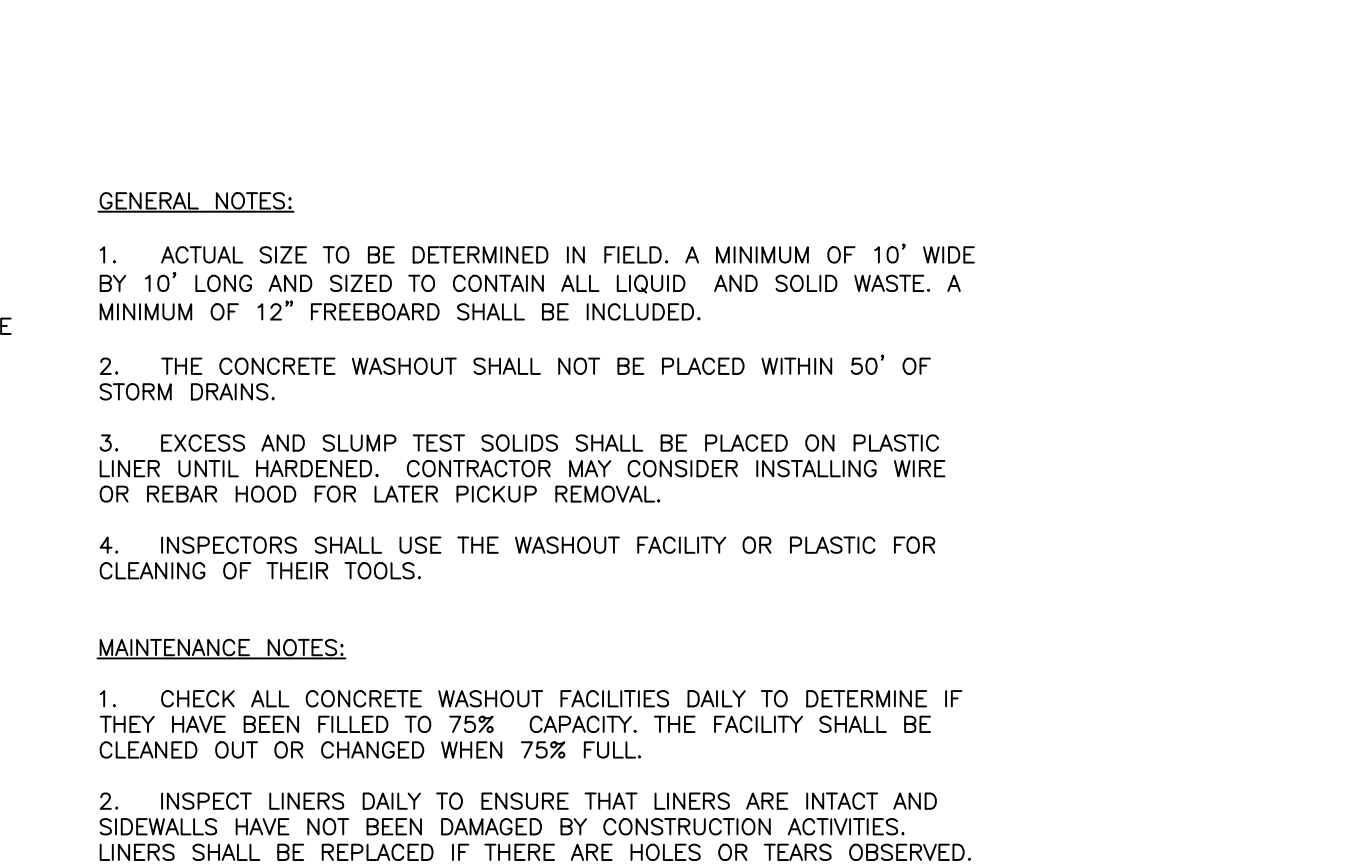 GENERAL NOTES:
1. ACTUAL SIZE TO BE DETERMINED IN FIELD. A MINIMUM OF 10' WIDE
BY 10' LONG AND SIZED TO CONTAIN ALL LIQUID AND SOLID WASTE. A
MINIMUM OF 12” FREEBOARD SHALL BE INCLUDED.
E
2. THE CONCRETE WASHOUT SHALL NOT BE PLACED WITHIN 50' OF
STORM DRAINS.
3. EXCESS AND SLUMP TEST SOLIDS SHALL BE PLACED ON PLASTIC
LINER UNTIL HARDENED. CONTRACTOR MAY CONSIDER INSTALLING WIRE
OR REBAR HOOD FOR LATER PICKUP REMOVAL.
4. INSPECTORS SHALL USE THE WASHOUT FACILITY OR PLASTIC FOR
CLEANING OF THEIR TOOLS.
MAINTENANCE NOTES:
1. CHECK ALL CONCRETE WASHOUT FACILITIES DAILY TO DETERMINE IF
THEY HAVE BEEN FILLED TO 75% CAPACITY. THE FACILITY SHALL BE
CLEANED OUT OR CHANGED WHEN 75% FULL.
2. INSPECT LINERS DAILY TO ENSURE THAT LINERS ARE INTACT AND
SIDEWALLS HAVE NOT BEEN DAMAGED BY CONSTRUCTION ACTIVITIES.
LINERS SHALL BE REPLACED IF THERE ARE HOLES OR TEARS OBSERVED.